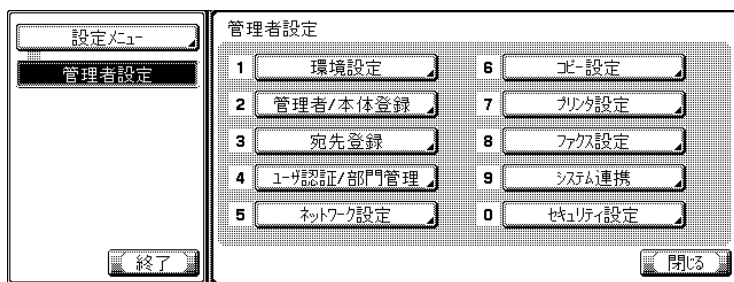 設定メニュー
管理者設定
終了
管理者設定
1 環境設定
2 管理者/本体登録
3 宛先登録
4 ユーザ認証/部門管理
5 ネットワーク設定
6 コピー設定
7 プリンタ設定
8 ファクス設定
9 システム連携
0 セキュリティ設定
閉じる